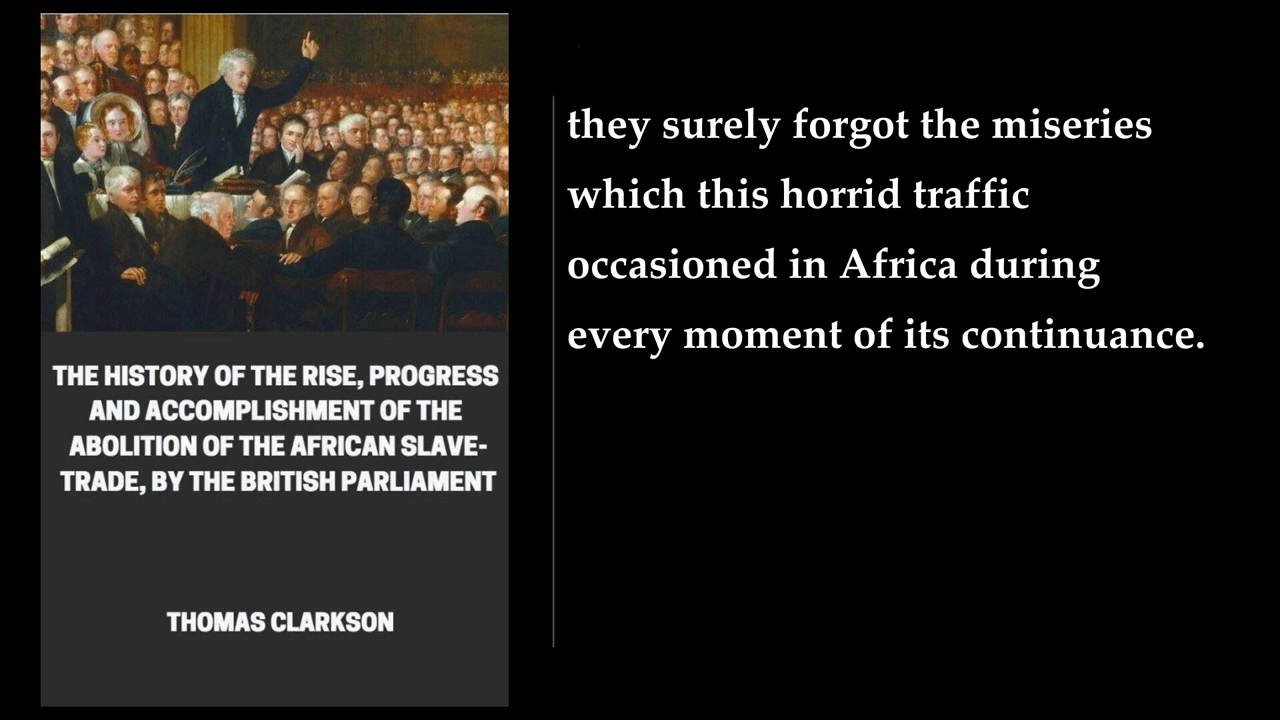 THE HISTORY OF THE RISE, PROGRESS
AND ACCOMPLISHMENT OF THE
ABOLITION OF THE AFRICAN SLAVE-
TRADE, BY THE BRITISH PARLIAMENT
THOMAS CLARKSON
they surely forgot the miseries
which this horrid traffic
occasioned in Africa during
every moment of its continuance.